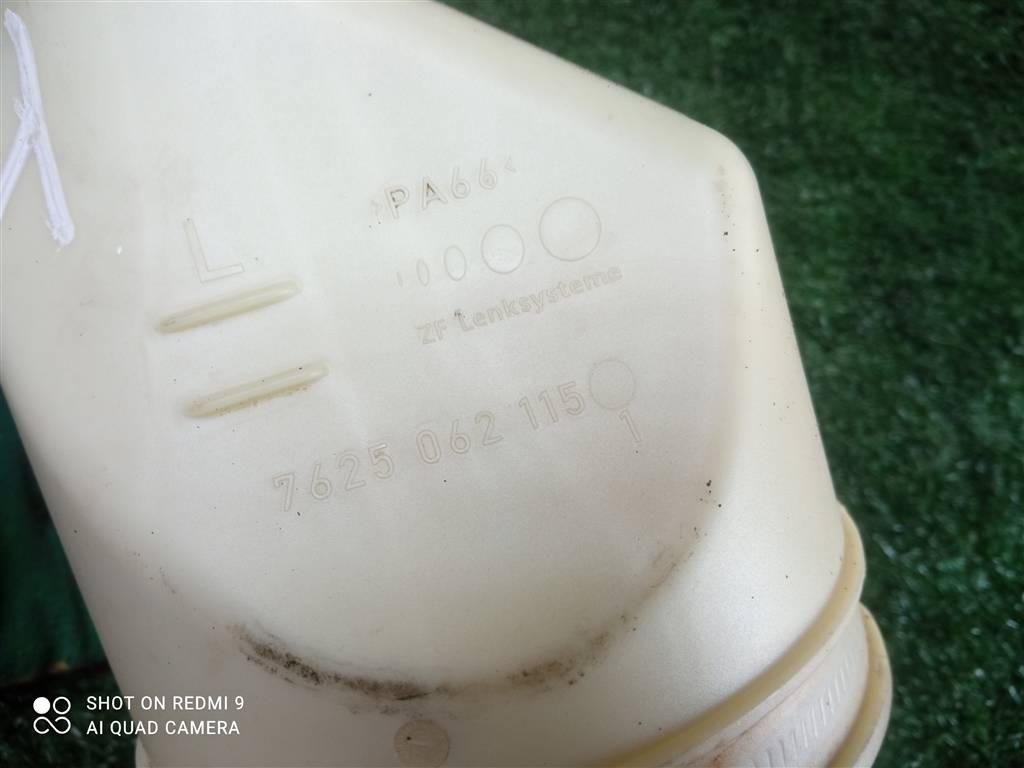 >PA66<
L
ZF Lenksysteme
7625 062 115
1
SHOT ON REDMI 9
AI QUAD CAMERA